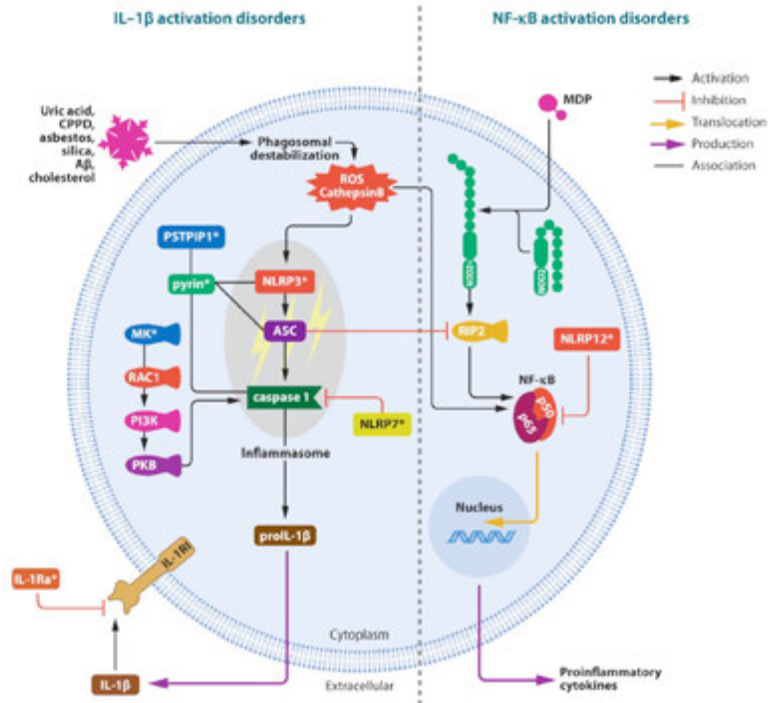 IL–1β activation disorders
NF-κB activation disorders
Activation
Inhibition
Translocation
Production
Association
Uric acid,
CPPD,
asbestos,
silica,
Aβ,
cholesterol
Phagosomal
destabilization
ROS
CathepsinB
MDP
NOD2
NOD2
PSTPIP1*
pyrin*
NLRP3*
ASC
RIP2
NLRP12*
MK*
RAC1
PI3K
PKB
caspase 1
NLRP7*
NF-κB
p50
p65
Inflammasome
proIL-1β
Nucleus
IL-1RI
IL-1Ra*
IL-1β
Cytoplasm
Extracellular
Proinflammatory
cytokines